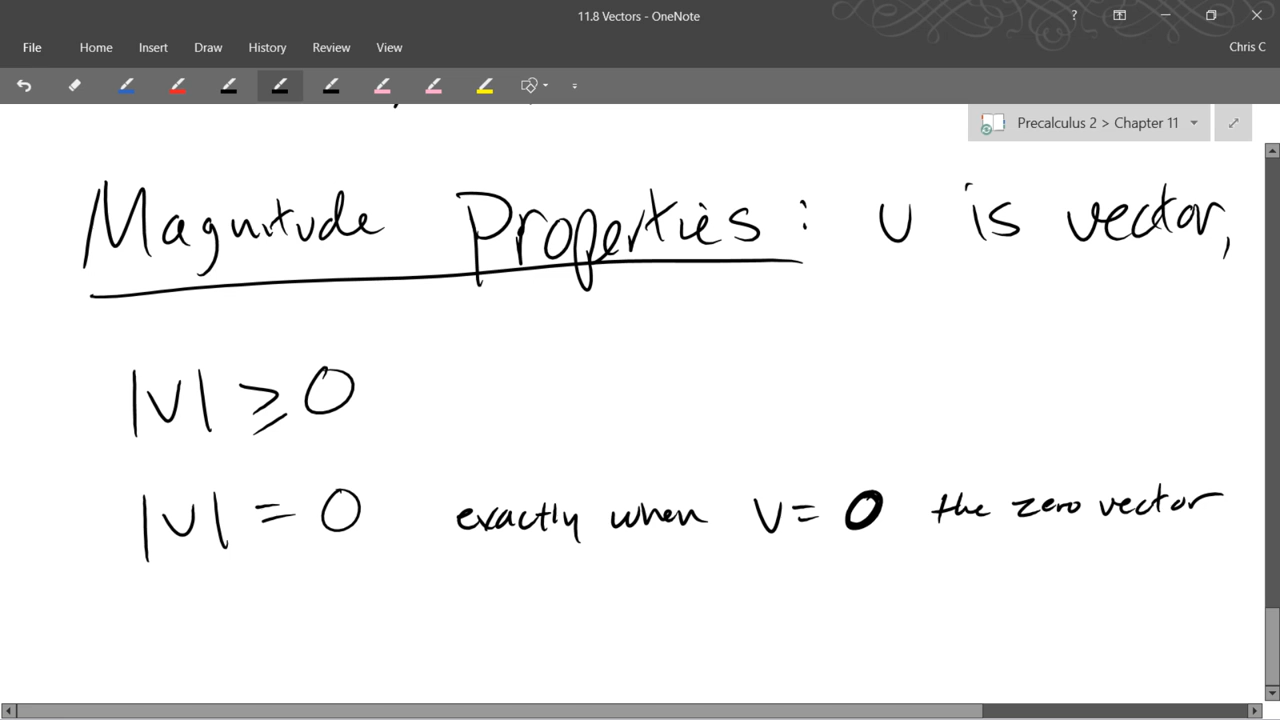 11.8 Vectors - OneNote
?
File Home Insert Draw History Review View
Chris C
Precalculus 2 > Chapter 11
Magnitude Properties: v is vector,
|v| ≥ 0
|v| = 0 exactly when v = 0 the zero vector